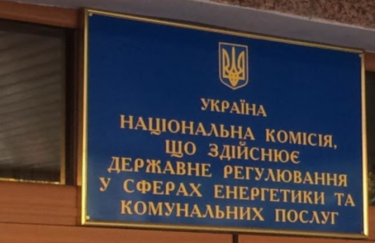 УКРАЇНА
НАЦІОНАЛЬНА КОМІСІЯ,
ЩО ЗДІЙСНЮЄ
ДЕРЖАВНЕ РЕГУЛЮВАННЯ
У СФЕРАХ ЕНЕРГЕТИКИ ТА
КОМУНАЛЬНИХ ПОСЛУГ